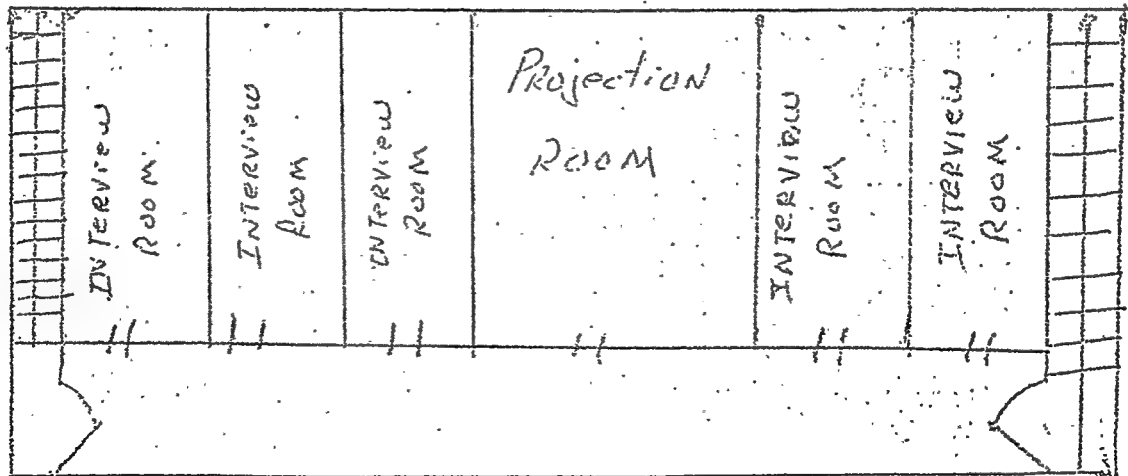 INTERVIEW
ROOM.
INTERVIEW
ROOM
INTERVIEW
ROOM
PROjection
ROOM
INTERVIEW
ROOM
INTERVIEW
ROOM